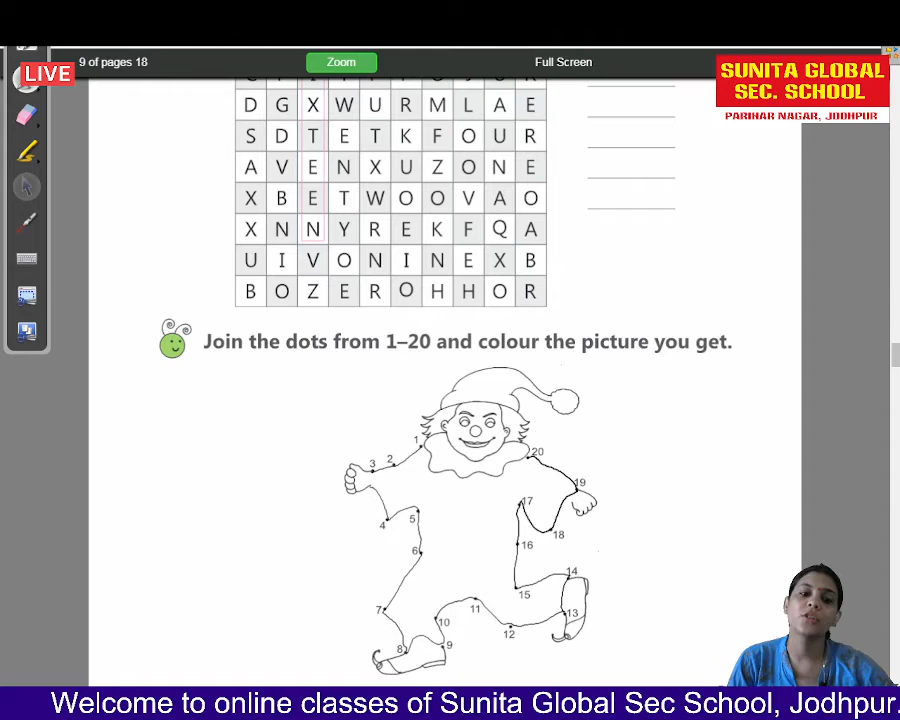 9 of pages 18
Zoom
Full Screen
LIVE
SUNITA GLOBAL
SEC. SCHOOL
PARIHAR NAGAR, JODHPUR
D G X W U R M L A E
S D T E T K F O U R
A V E N X U Z O N E
X B E T W O O V A O
X N N Y R E K F Q A
U I V O N I N E X B
B O Z E R O H H O R
Join the dots from 1–20 and colour the picture you get.
1
2
3
4
5
6
7
8
9
10
11
12
13
14
15
16
17
18
19
20
Welcome to online classes of Sunita Global Sec School, Jodhpur.